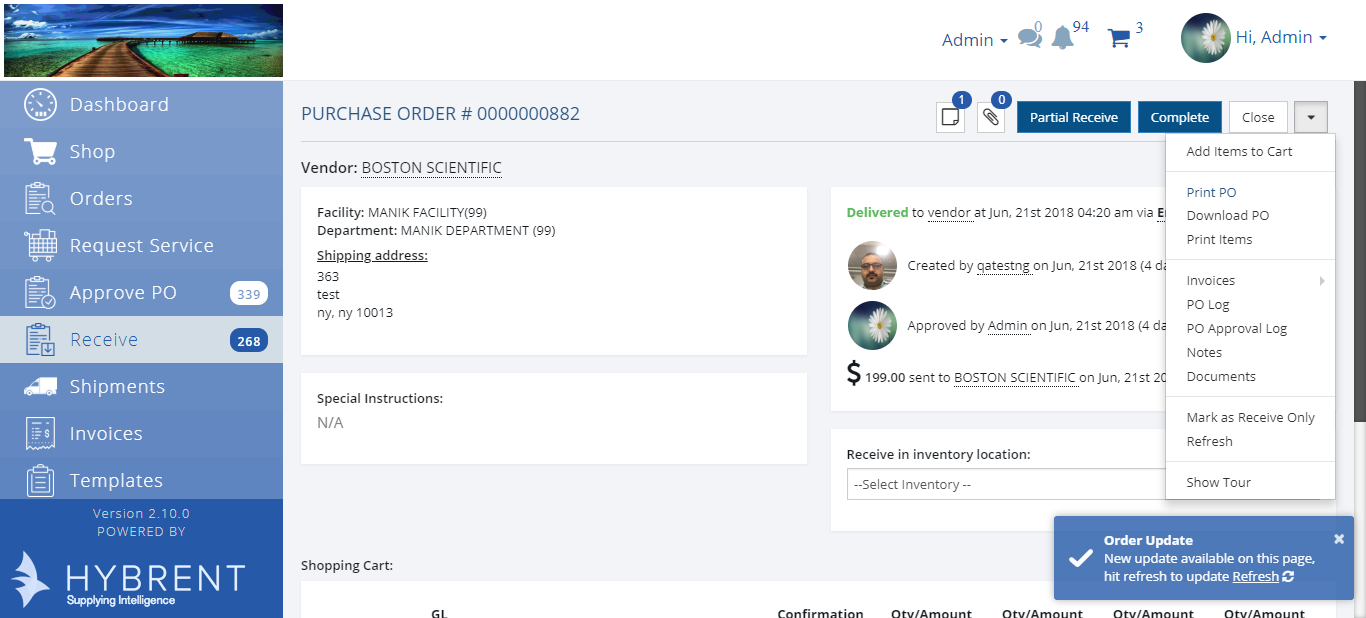 Admin
0
94
3
Hi, Admin
Dashboard
Shop
Orders
Request Service
Approve PO 339
Receive 268
Shipments
Invoices
Templates
Version 2.10.0
POWERED BY
HYBRENT
Supplying Intelligence
PURCHASE ORDER # 0000000882
1
0
Partial Receive
Complete
Close
Vendor: BOSTON SCIENTIFIC
Facility: MANIK FACILITY(99)
Department: MANIK DEPARTMENT (99)
Shipping address:
363
test
ny, ny 10013
Special Instructions:
N/A
Delivered to vendor at Jun, 21st 2018 04:20 am via
Created by qatestng on Jun, 21st 2018 (4
Approved by Admin on Jun, 21st 2018 (4
$ 199.00 sent to BOSTON SCIENTIFIC on Jun, 21st
Receive in inventory location:
--Select Inventory --
Add Items to Cart
Print PO
Download PO
Print Items
Invoices
PO Log
PO Approval Log
Notes
Documents
Mark as Receive Only
Refresh
Show Tour
Order Update
New update available on this page,
hit refresh to update Refresh
Shopping Cart:
GL Confirmation Qty/Amount Qty/Amount Qty/Amount Qty/Amount